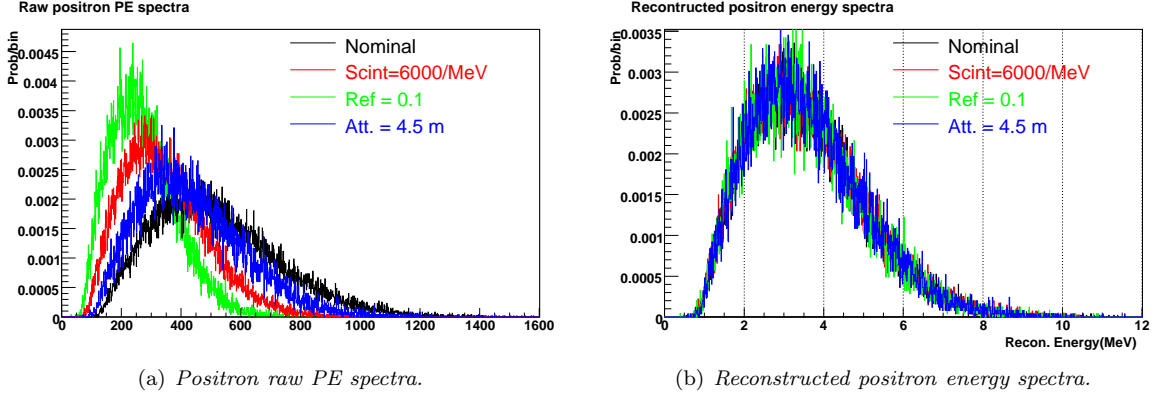 Raw positron PE spectra
Prob/bin
0.0045
0.004
0.0035
0.003
0.0025
0.002
0.0015
0.001
0.0005
0
0 200 400 600 800 1000 1200 1400 1600
Nominal
Scint=6000/MeV
Ref = 0.1
Att. = 4.5 m
(a) Positron raw PE spectra.
Reconstructed positron energy spectra
Prob/bin
0.0035
0.003
0.0025
0.002
0.0015
0.001
0.0005
0
0 2 4 6 8 10 12
Recon. Energy(MeV)
Nominal
Scint=6000/MeV
Ref = 0.1
Att. = 4.5 m
(b) Reconstructed positron energy spectra.